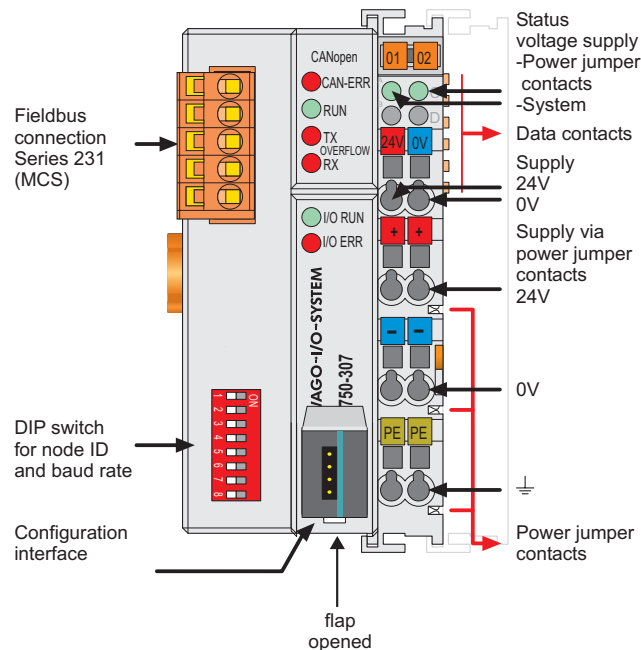 Status
voltage supply
-Power jumper
contacts
-System
Data contacts
Supply
24V
0V
Supply via
power jumper
contacts
24V
0V
Power jumper
contacts
Fieldbus
connection
Series 231
(MCS)
DIP switch
for node ID
and baud rate
Configuration
interface
flap
opened
CANopen
CAN-ERR
RUN
TX
OVERFLOW
RX
I/O RUN
I/O ERR
WAGO-I/O-SYSTEM
750-307
01 02
D
24V 0V
+ +
- -
PE PE
ON
1
2
3
4
5
6
7
8